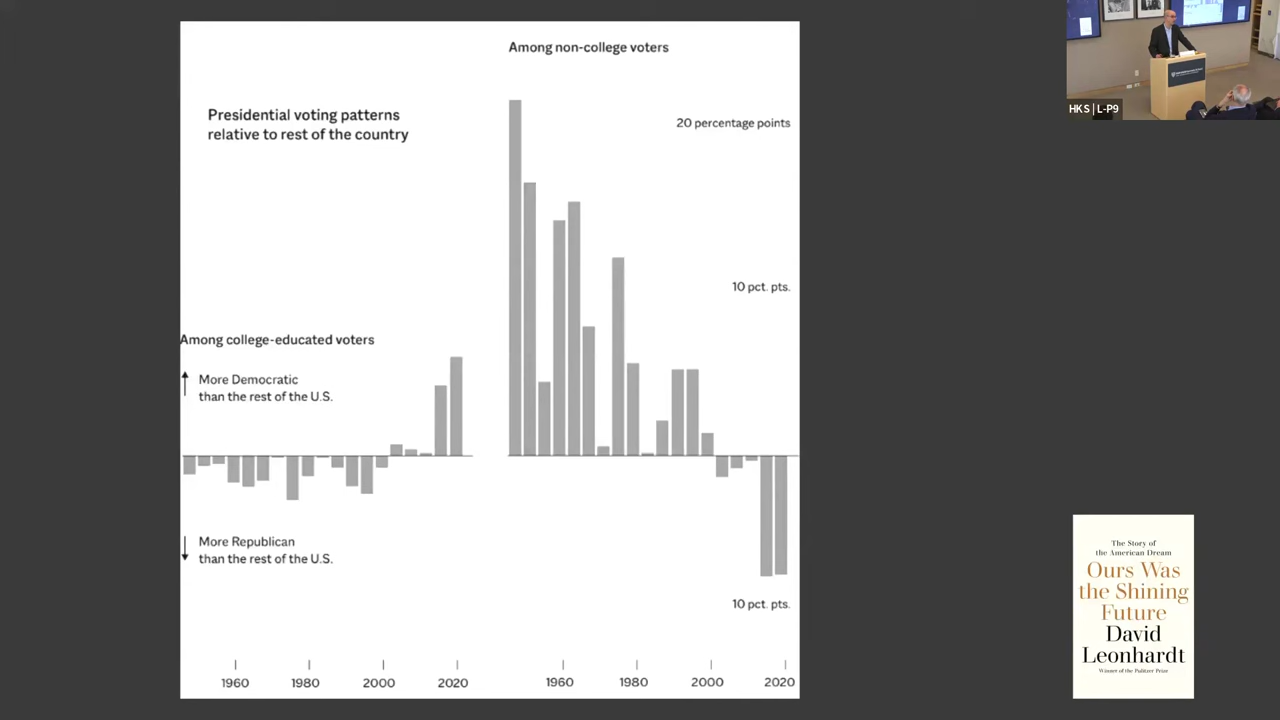 Among non-college voters
Presidential voting patterns
relative to rest of the country
20 percentage points
10 pct. pts.
Among college-educated voters
More Democratic
than the rest of the U.S.
More Republican
than the rest of the U.S.
10 pct. pts.
1960
1980
2000
2020
1960
1980
2000
2020
HKS | L-P9
The Story of
the American Dream
Ours Was
the Shining
Future
David
Leonhardt
Winner of the Pulitzer Prize